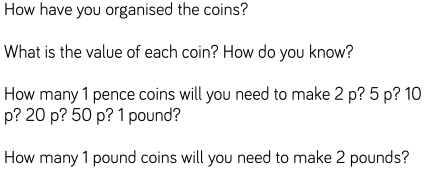 How have you organised the coins?
What is the value of each coin? How do you know?
How many 1 pence coins will you need to make 2 p? 5 p? 10
p? 20 p? 50 p? 1 pound?
How many 1 pound coins will you need to make 2 pounds?